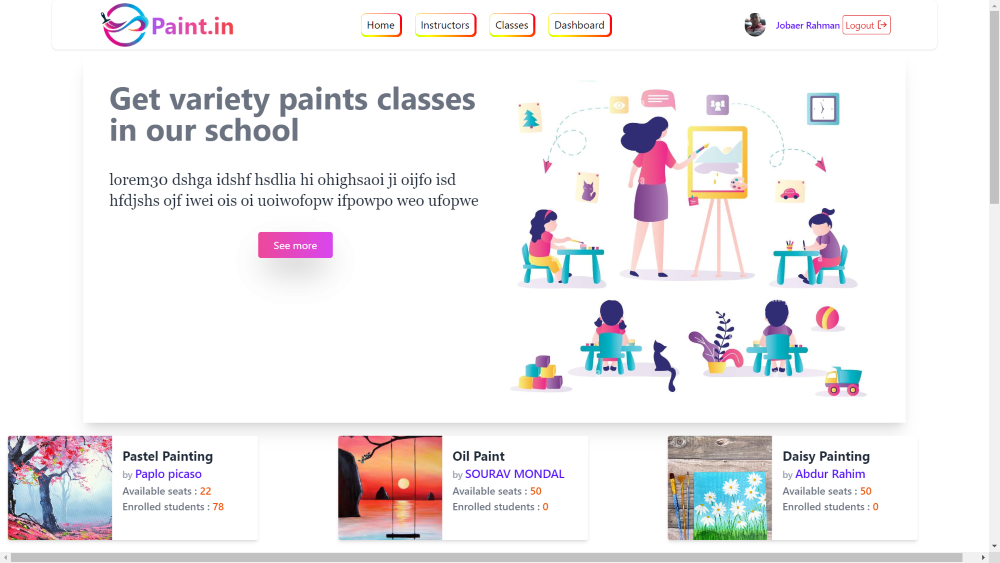 Paint.in
Home
Instructors
Classes
Dashboard
Jobaer Rahman
Logout
Get variety paints classes
in our school
lorem30 dshga idshf hsdlia hi ohighsaoi ji oijfo isd
hfdjshs ojf iwei ois oi uoiwofopw ifpowpo weo ufopwe
See more
Pastel Painting
by Paplo picaso
Available seats : 22
Enrolled students : 78
Oil Paint
by SOURAV MONDAL
Available seats : 50
Enrolled students : 0
Daisy Painting
by Abdur Rahim
Available seats : 50
Enrolled students : 0